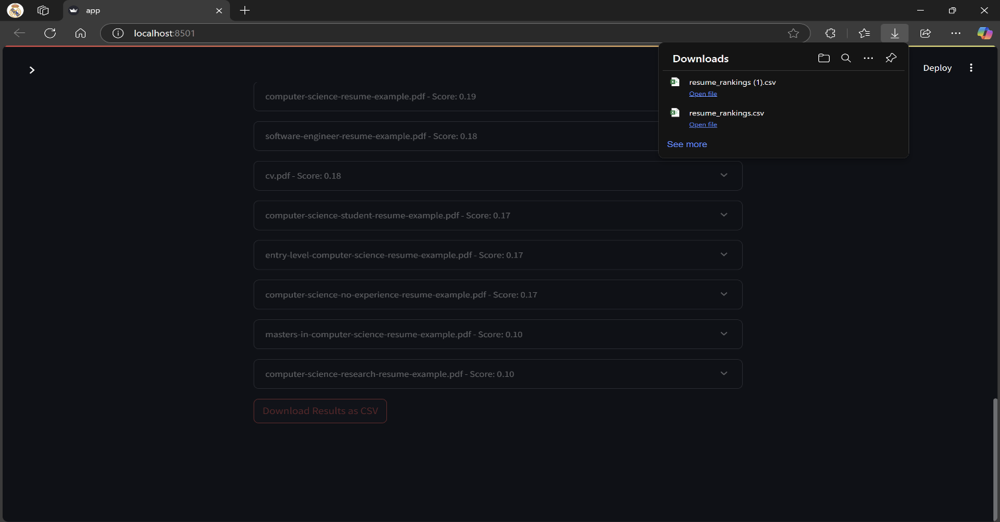 app
localhost:8501
Downloads
Deploy
resume_rankings (1).csv
Open file
resume_rankings.csv
Open file
See more
computer-science-resume-example.pdf - Score: 0.19
software-engineer-resume-example.pdf - Score: 0.18
cv.pdf - Score: 0.18
computer-science-student-resume-example.pdf - Score: 0.17
entry-level-computer-science-resume-example.pdf - Score: 0.17
computer-science-no-experience-resume-example.pdf - Score: 0.17
masters-in-computer-science-resume-example.pdf - Score: 0.10
computer-science-research-resume-example.pdf - Score: 0.10
Download Results as CSV